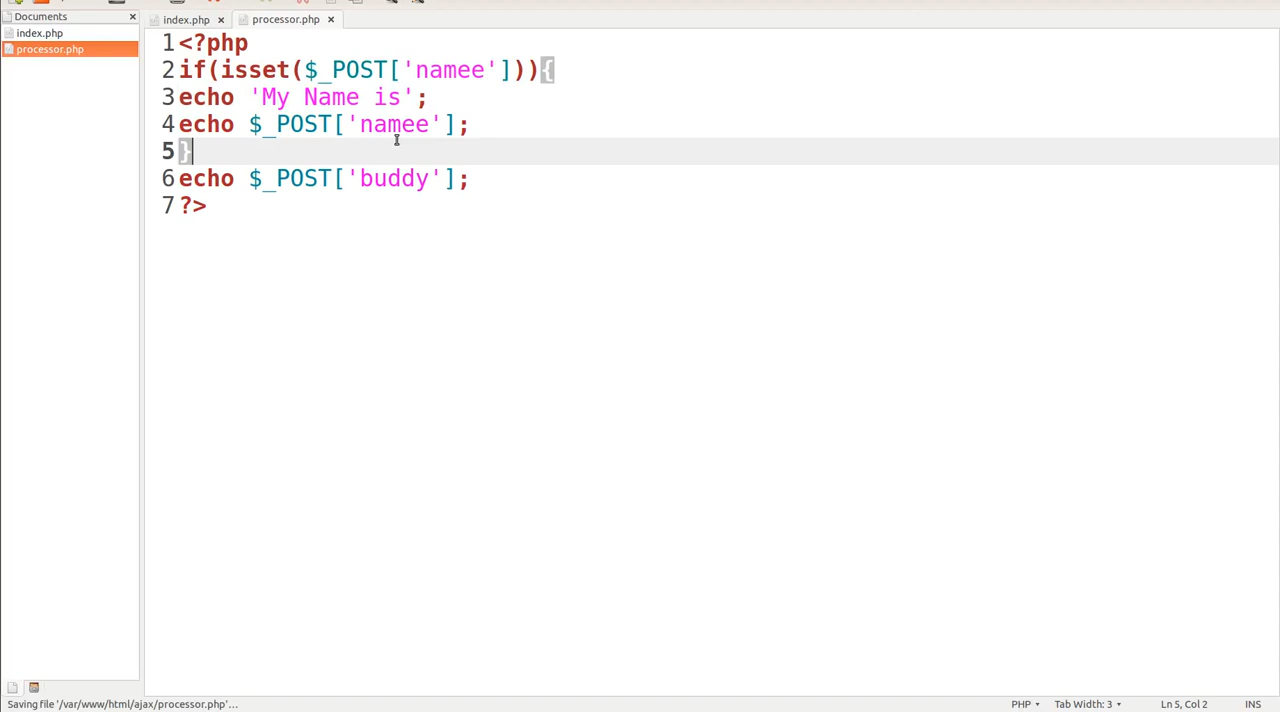 Documents
index.php
processor.php
index.php
processor.php
1 <?php
2 if(isset($_POST['namee'])){
3 echo 'My Name is';
4 echo $_POST['namee'];
5 }
6 echo $_POST['buddy'];
7 ?>
Saving file '/var/www/html/ajax/processor.php'…
PHP
Tab Width: 3
Ln 5, Col 2
INS